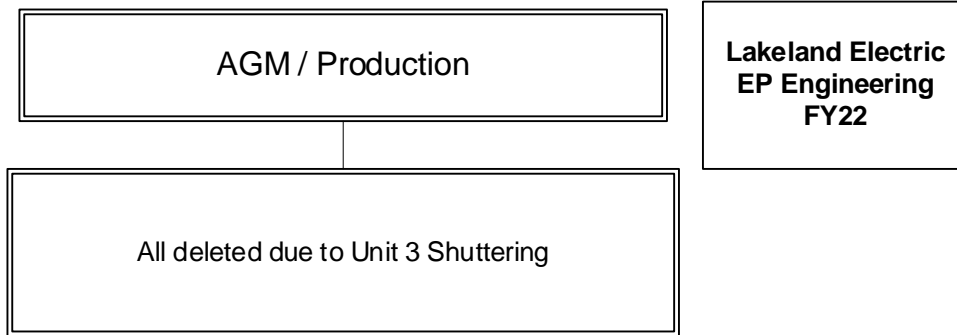 AGM / Production
Lakeland Electric
EP Engineering
FY22
All deleted due to Unit 3 Shuttering